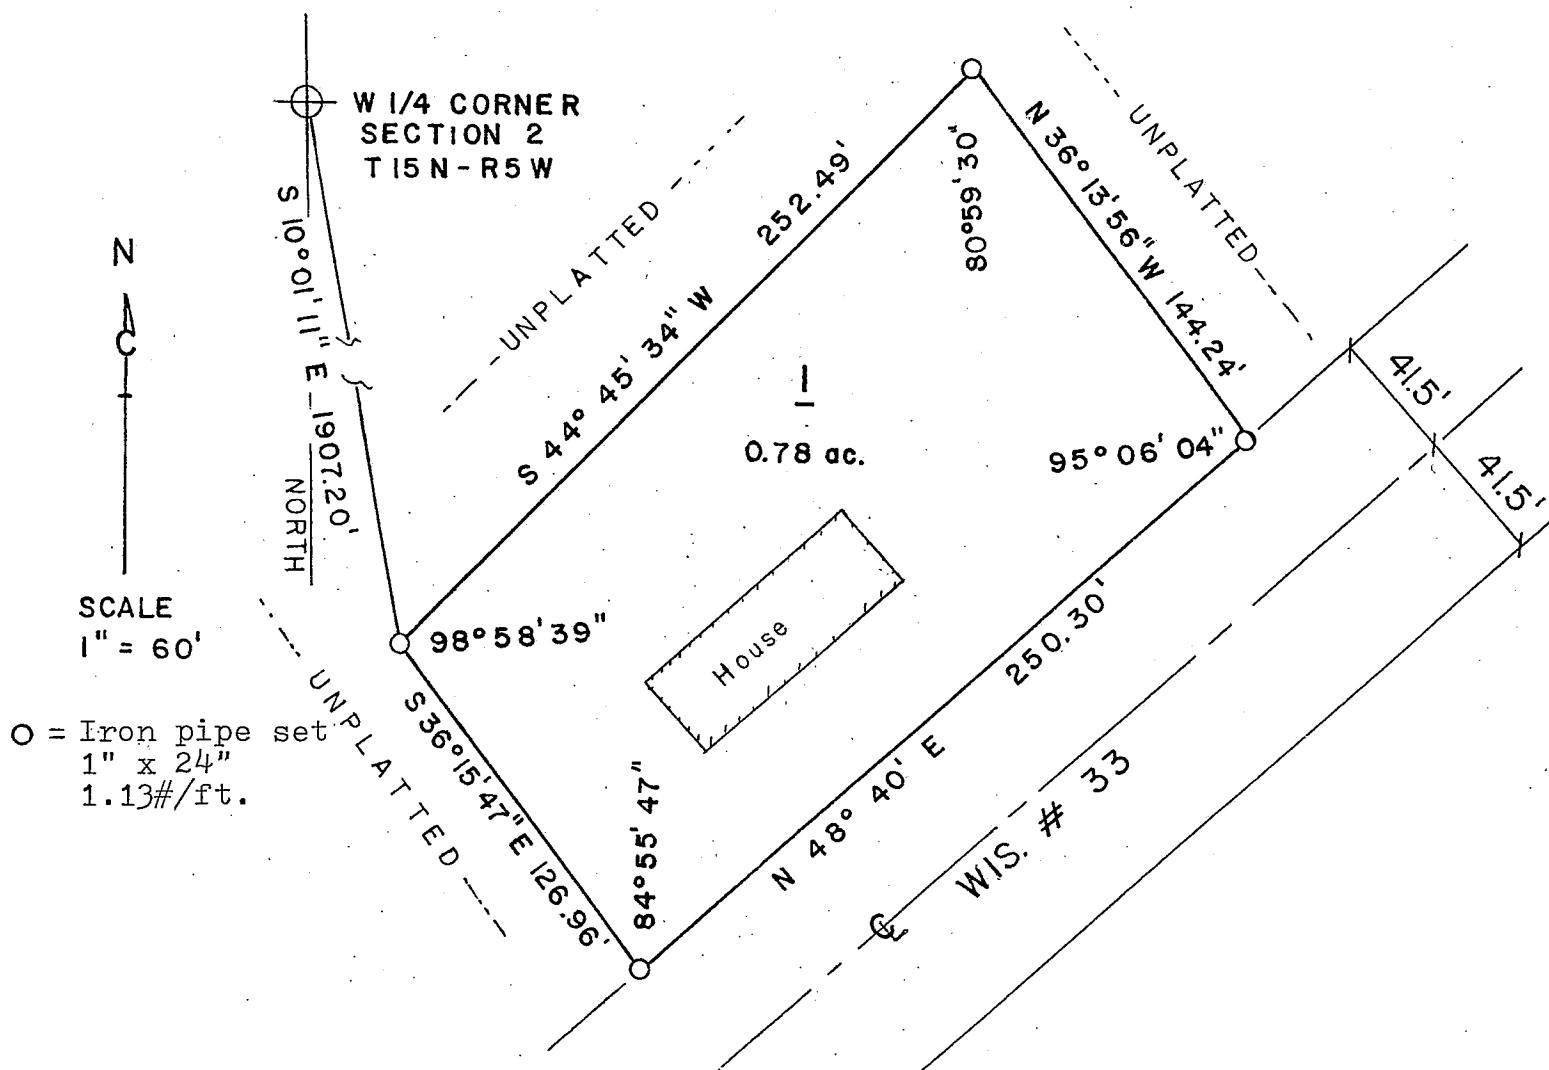 W 1/4 CORNER
SECTION 2
T15N-R5W
N
S 10°01'11" E 1907.20'
NORTH
UNPLATTED
S 44° 45' 34" W 252.49'
80°59'30"
N 36°13'56" W 144.24'
UNPLATTED
41.5'
41.5'
1
0.78 ac.
95°06'04"
SCALE
1" = 60'
98°58'39"
House
250.30'
N 48° 40' E
UNPLATTED
S 36°15'47" E 126.96'
84°55'47"
WIS. # 33
= Iron pipe set
1" x 24"
1.13#/ft.